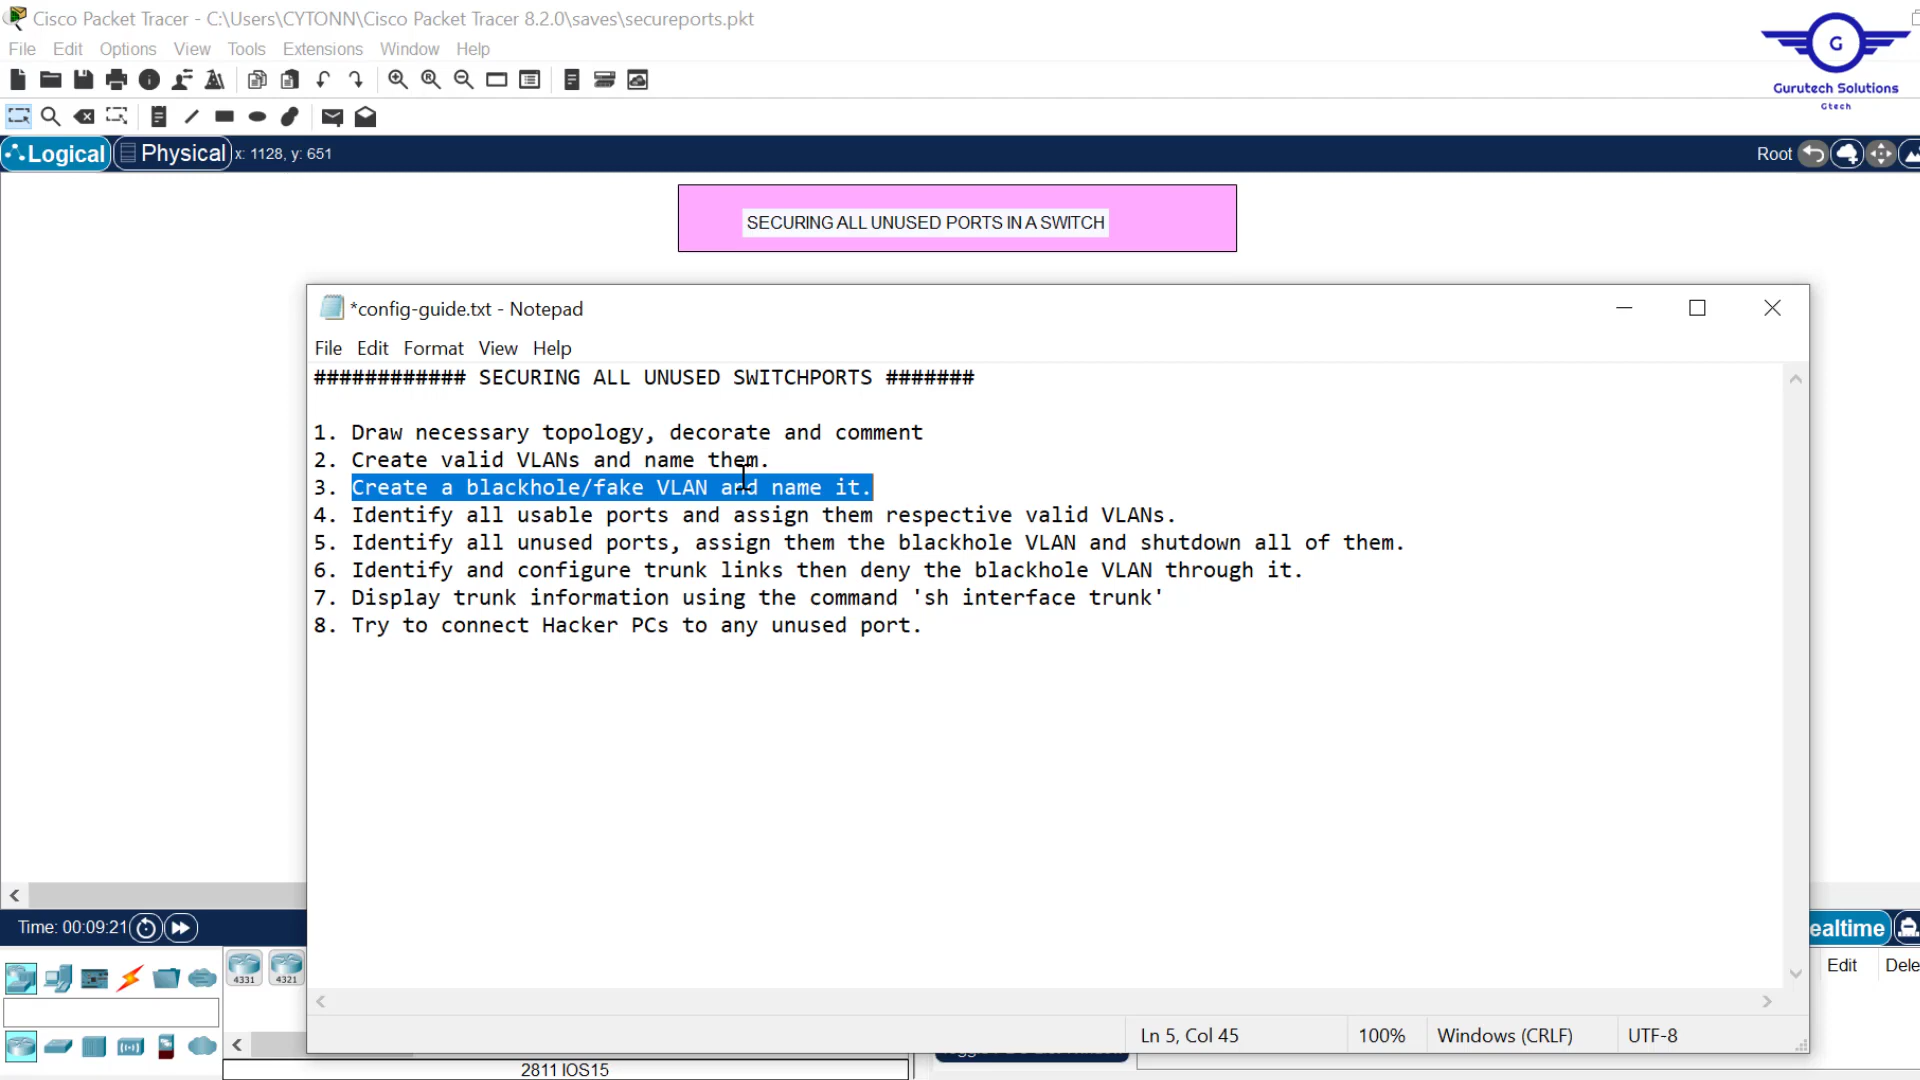 Cisco Packet Tracer - C:\Users\CYTONN\Cisco Packet Tracer 8.2.0\saves\secureports.pkt
File Edit Options View Tools Extensions Window Help
G
Gurutech Solutions
Gtech
Logical Physical x: 1128, y: 651
Root
SECURING ALL UNUSED PORTS IN A SWITCH
*config-guide.txt - Notepad
File Edit Format View Help
############ SECURING ALL UNUSED SWITCHPORTS #######
1. Draw necessary topology, decorate and comment
2. Create valid VLANs and name them.
3. Create a blackhole/fake VLAN and name it.
4. Identify all usable ports and assign them respective valid VLANs.
5. Identify all unused ports, assign them the blackhole VLAN and shutdown all of them.
6. Identify and configure trunk links then deny the blackhole VLAN through it.
7. Display trunk information using the command 'sh interface trunk'
8. Try to connect Hacker PCs to any unused port.
Time: 00:09:21
ealtime
4331 4321
Edit Dele
Ln 5, Col 45 100% Windows (CRLF) UTF-8
2811 IOS15